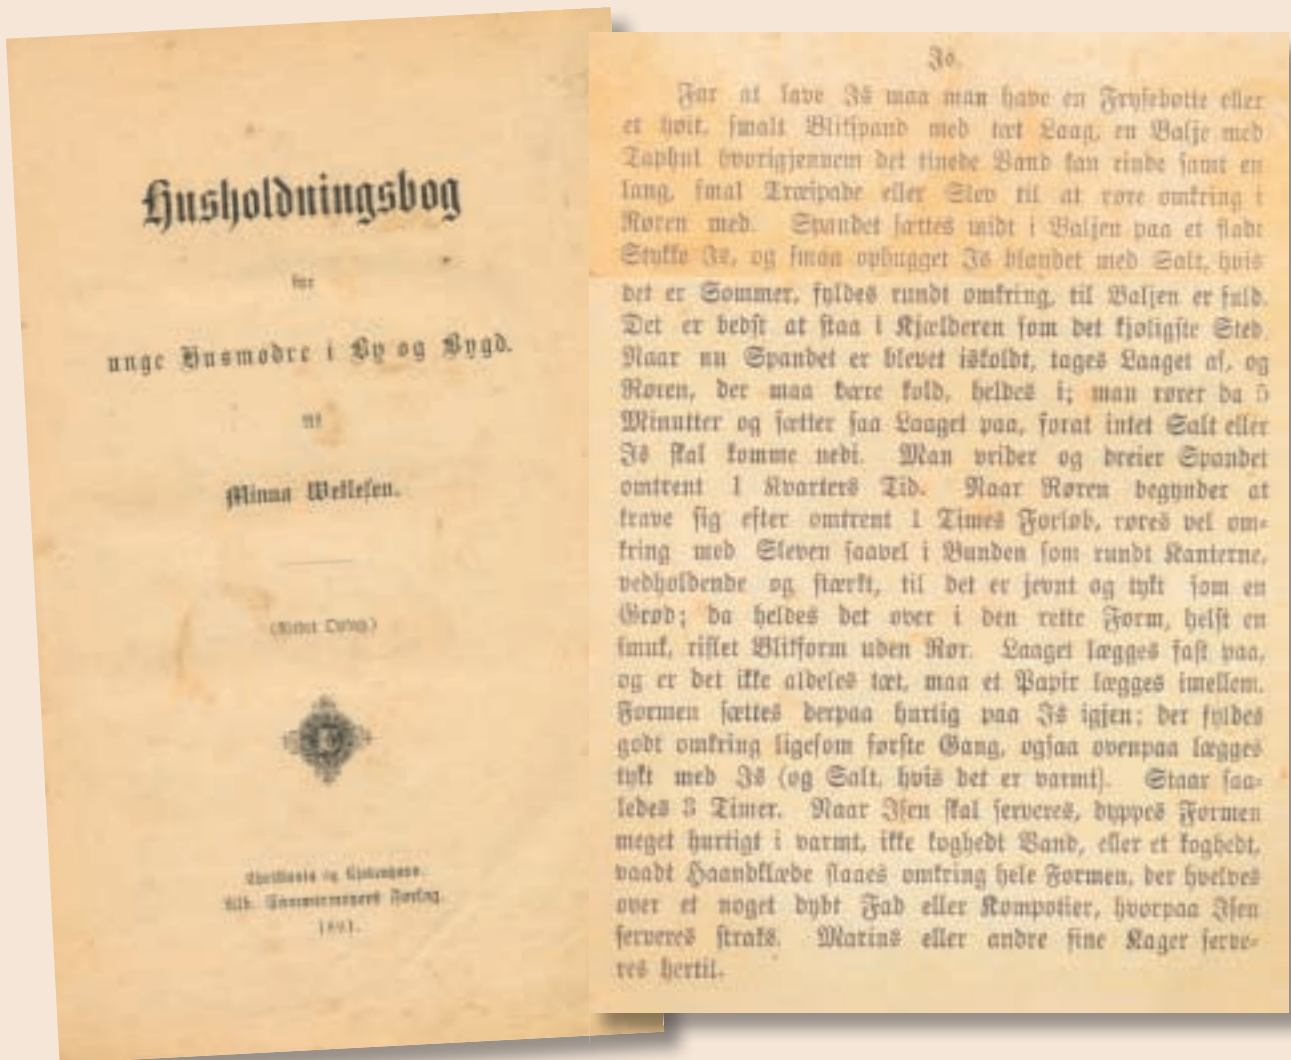 Husholdningsbog
for
unge Husmødre i By og Bygd.
Af
Minna Wetlesen.
Christiania og Kjøbenhavn.
Alb. Cammermeyers Forlag.
Is.
For at lave Is maa man have en Frysebøtte eller
et høit, smalt Blikspand med tæt Laag, en Balje med
Taphul hvorigjennem det tinede Vand kan rinde samt en
lang, smal Træspade eller Slev til at røre omkring i
Røren med. Spandet sættes midt i Baljen paa et fladt
Stykke Is, og smaa ophugget Is blandet med Salt, hvis
det er Sommer, fyldes rundt omkring, til Baljen er fuld.
Det er bedst at staa i Kjælderen som det kjøligste Sted.
Naar nu Spandet er blevet iskoldt, tages Laaget af, og
Røren, der maa være kold, heldes i; man rører da 5
Minutter og sætter saa Laaget paa, forat intet Salt eller
Is skal komme nedi. Man vrider og dreier Spandet
omtrent 1 Kvarters Tid. Naar Røren begynder at
krave sig efter omtrent 1 Times Forløb, røres vel om-
kring med Sleven saavel i Bunden som rundt Kanterne,
vedholdende og stærkt, til det er jevnt og tykt som en
Grød; da heldes det over i den rette Form, helst en
smuk, riflet Blikform uden Rør. Laaget lægges fast paa,
og er det ikke aldeles tæt, maa et Papir lægges imellem.
Formen sættes derpaa hurtig paa Is igjen; der fyldes
godt omkring ligesom første Gang, ogsaa ovenpaa lægges
tykt med Is (og Salt, hvis det er varmt). Staar saa-
ledes 3 Timer. Naar Isen skal serveres, dyppes Formen
meget hurtigt i varmt, ikke koghedt Vand, eller et koghedt,
vaadt Haandklæde slaaes omkring hele Formen, der hvelves
over et noget dybt Fad eller Kompotier, hvorpaa Isen
serveres straks. Makins eller andre fine Kager serve-
res hertil.